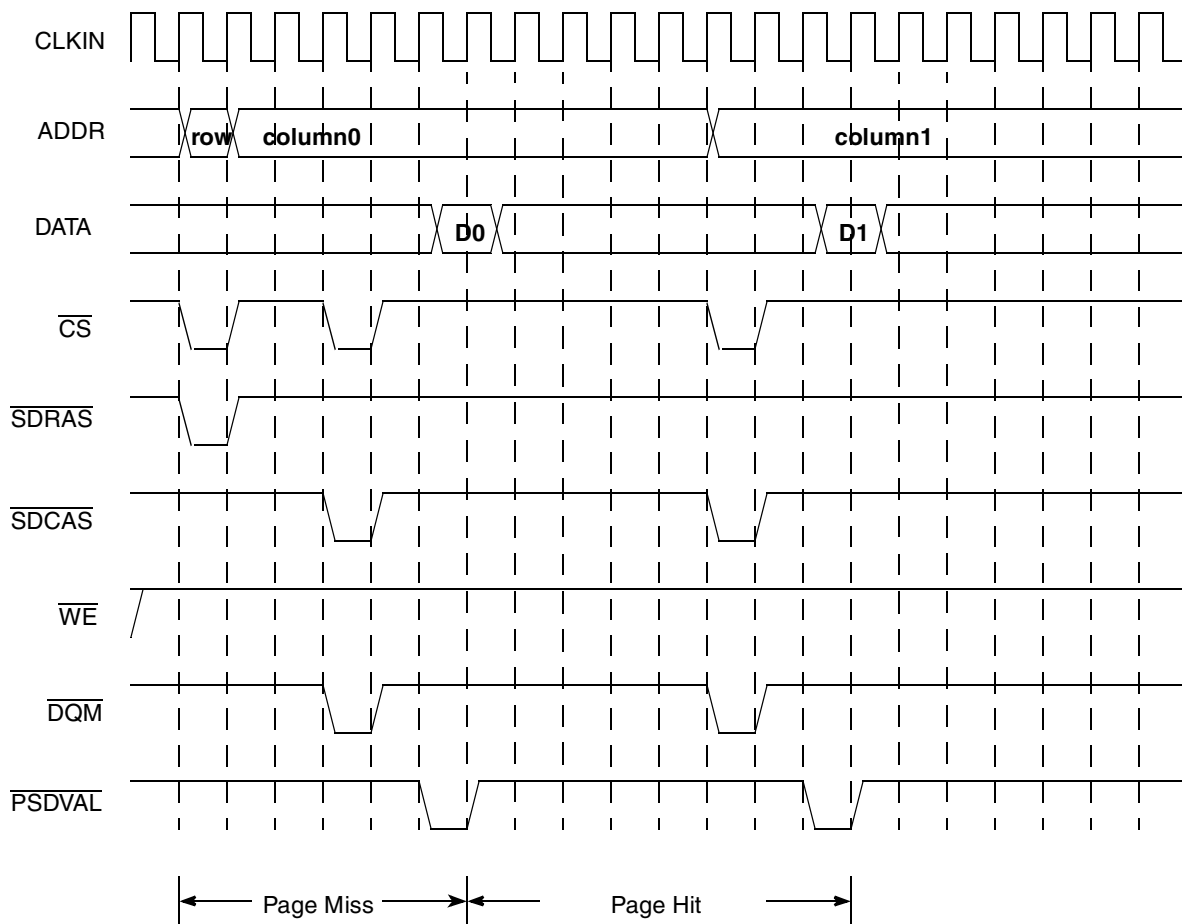 CLKIN
ADDR row column0 column1
DATA D0 D1
CS
SDRAS
SDCAS
WE
DQM
PSDVAL
Page Miss Page Hit